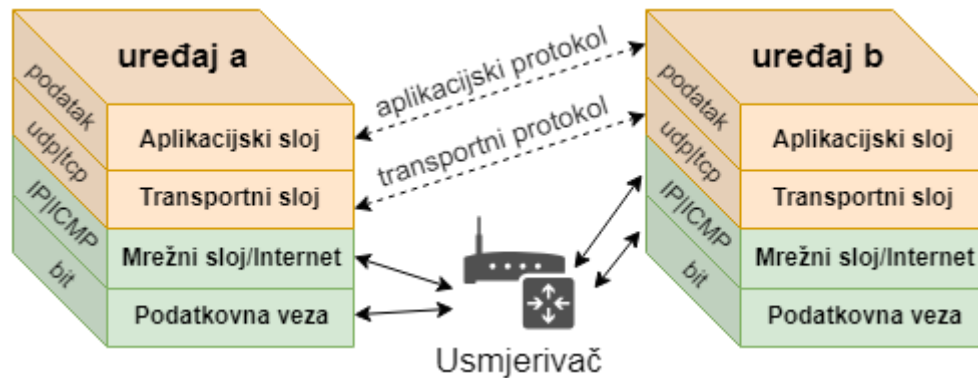 uređaj a
podatak
udp|tcp
IP|ICMP
bit
Aplikacijski sloj
Transportni sloj
Mrežni sloj/Internet
Podatkovna veza
aplikacijski protokol
transportni protokol
Usmjerivač
uređaj b
podatak
udp|tcp
IP|ICMP
bit
Aplikacijski sloj
Transportni sloj
Mrežni sloj/Internet
Podatkovna veza